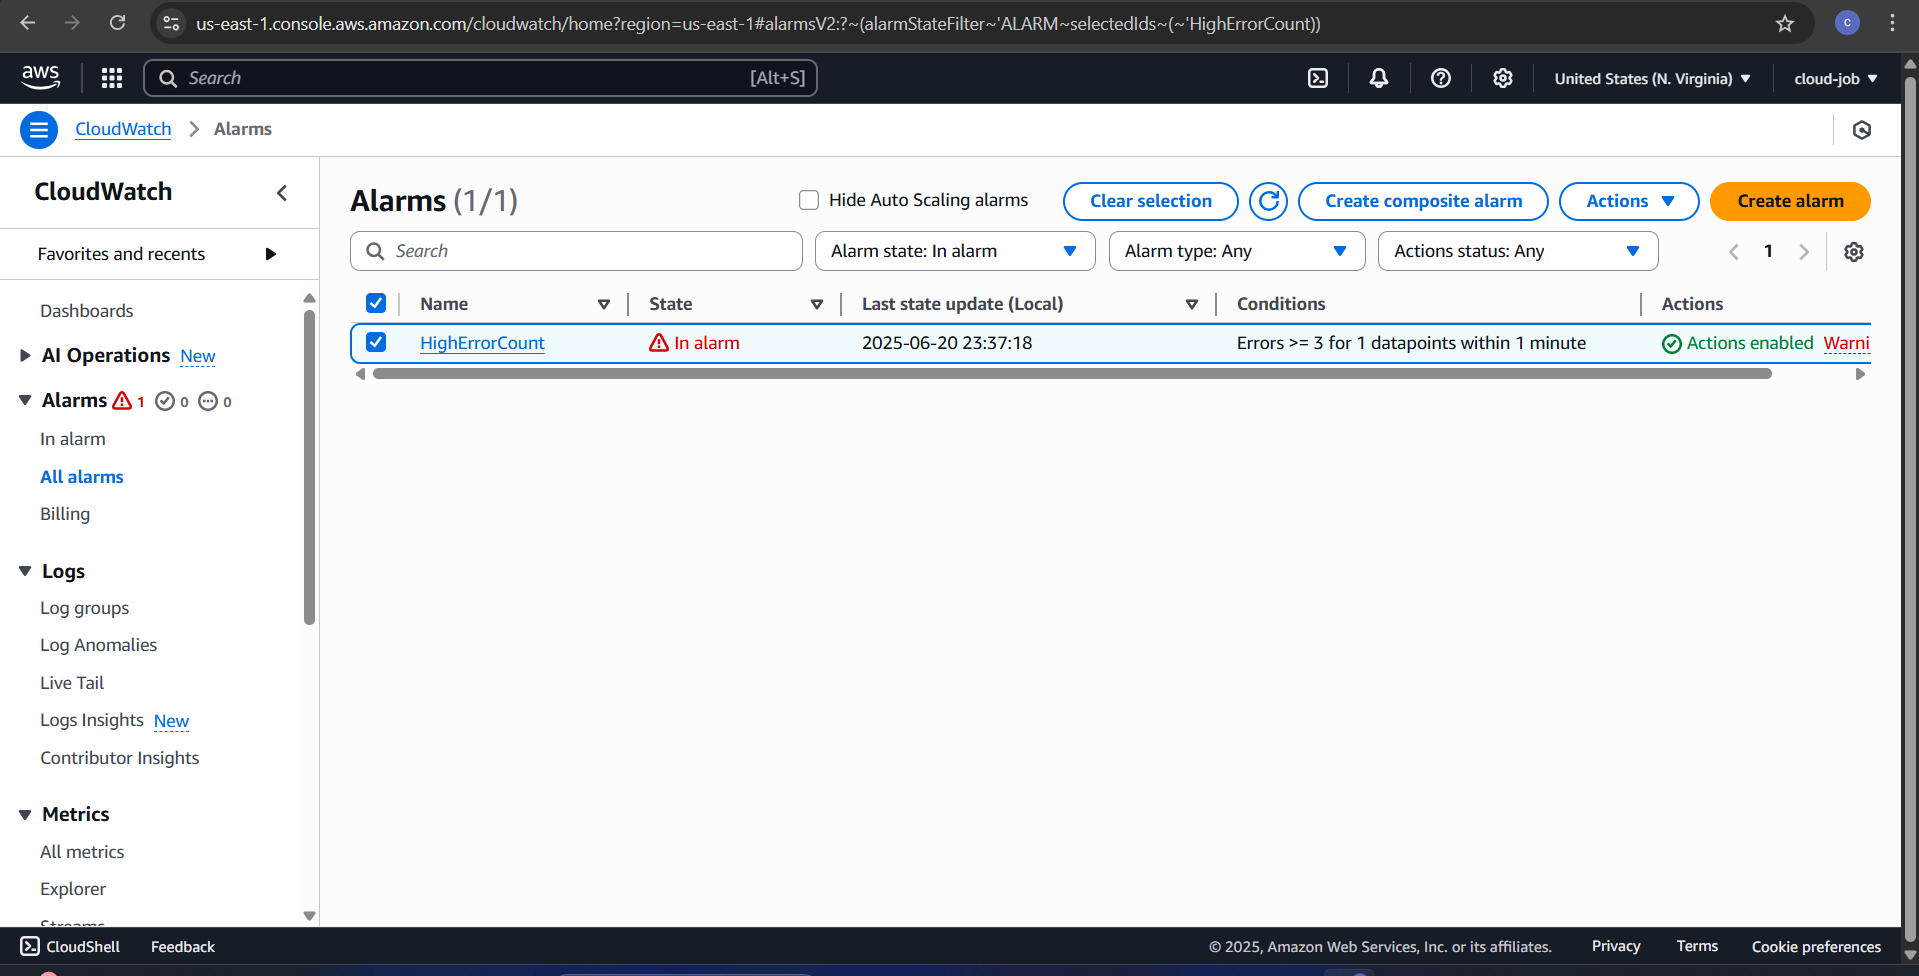 us-east-1.console.aws.amazon.com/cloudwatch/home?region=us-east-1#alarmsV2:?~(alarmStateFilter~'ALARM~selectedIds~(~'HighErrorCount))
C
aws
Search
[Alt+S]
United States (N. Virginia)
cloud-job
CloudWatch
Alarms
CloudWatch
Favorites and recents
Dashboards
AI Operations New
Alarms 1 0 0
In alarm
All alarms
Billing
Logs
Log groups
Log Anomalies
Live Tail
Logs Insights New
Contributor Insights
Metrics
All metrics
Explorer
Streams
Alarms (1/1)
Hide Auto Scaling alarms
Clear selection
Create composite alarm
Actions
Create alarm
Search
Alarm state: In alarm
Alarm type: Any
Actions status: Any
1
Name State Last state update (Local) Conditions Actions
HighErrorCount In alarm 2025-06-20 23:37:18 Errors >= 3 for 1 datapoints within 1 minute Actions enabled Warni
CloudShell
Feedback
© 2025, Amazon Web Services, Inc. or its affiliates.
Privacy
Terms
Cookie preferences